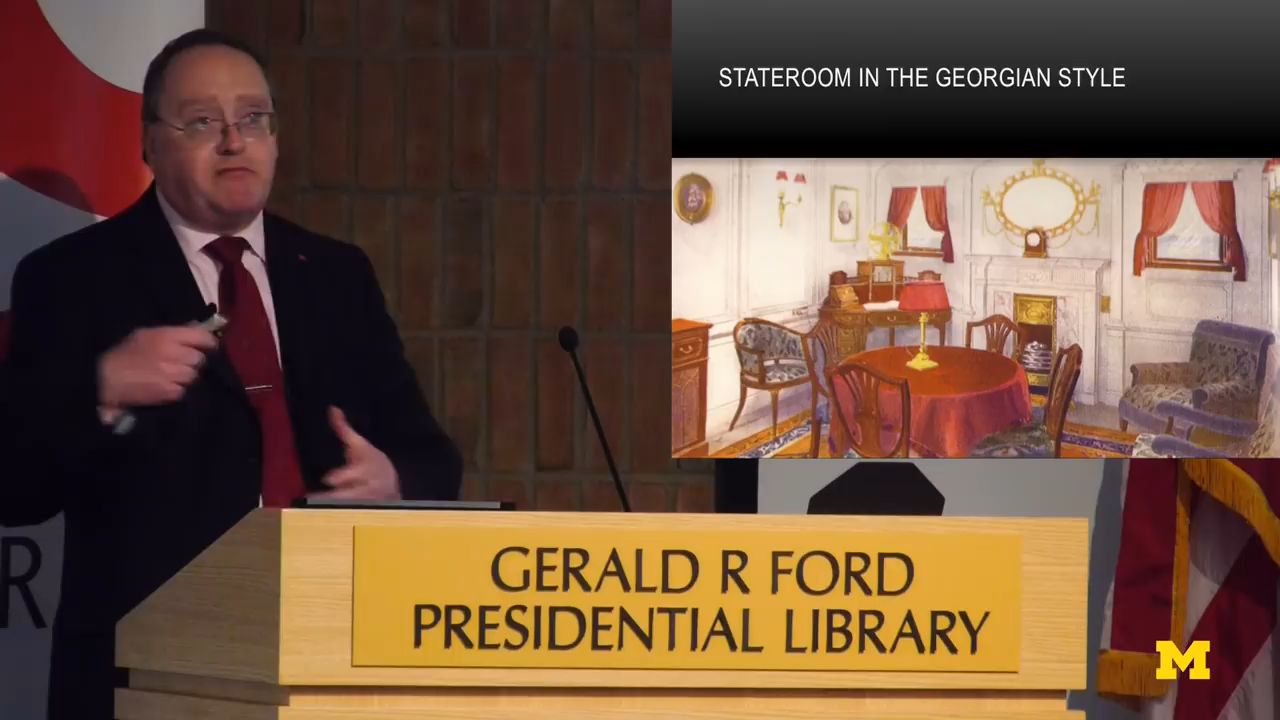 STATEROOM IN THE GEORGIAN STYLE
GERALD R FORD
PRESIDENTIAL LIBRARY
R
M